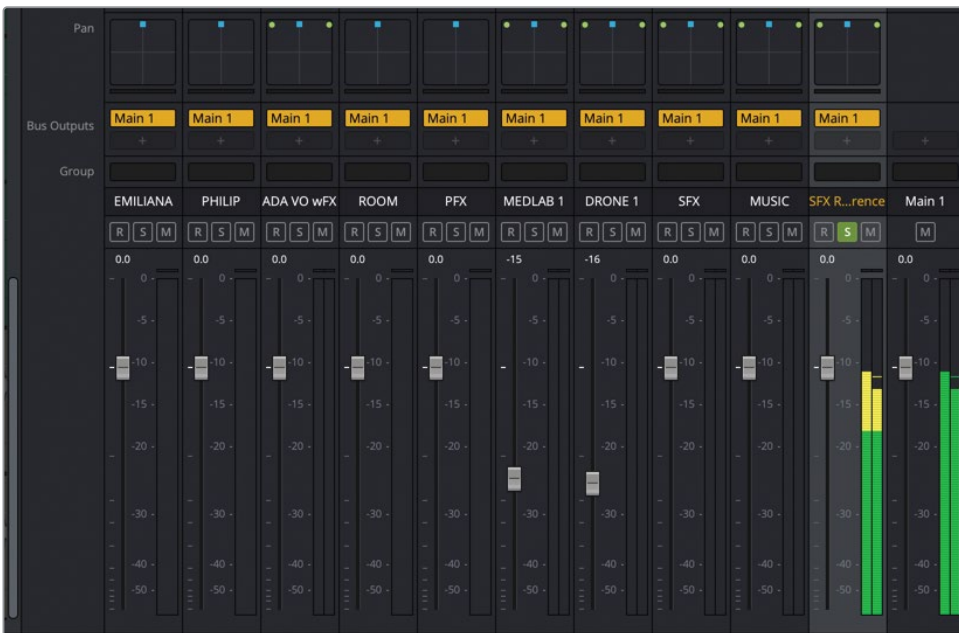 Pan
Bus Outputs Main 1 Main 1 Main 1 Main 1 Main 1 Main 1 Main 1 Main 1 Main 1 Main 1
+ + + + + + + + + + +
Group
EMILIANA PHILIP ADA VO wFX ROOM PFX MEDLAB 1 DRONE 1 SFX MUSIC SFX R...rence Main 1
R S M R S M R S M R S M R S M R S M R S M R S M R S M R S M M
0.0 0.0 0.0 0.0 0.0 -15 -16 0.0 0.0 0.0 0.0
0 - 0 - 0 - 0 - 0 - 0 - 0 - 0 - 0 - 0 - 0 -
-5 - -5 - -5 - -5 - -5 - -5 - -5 - -5 - -5 - -5 - -5 -
-10 - -10 - -10 - -10 - -10 - -10 - -10 - -10 - -10 - -10 - -10 -
-15 - -15 - -15 - -15 - -15 - -15 - -15 - -15 - -15 - -15 - -15 -
-20 - -20 - -20 - -20 - -20 - -20 - -20 - -20 - -20 - -20 - -20 -
-30 - -30 - -30 - -30 - -30 - -30 - -30 - -30 - -30 - -30 - -30 -
-40 - -40 - -40 - -40 - -40 - -40 - -40 - -40 - -40 - -40 - -40 -
-50 - -50 - -50 - -50 - -50 - -50 - -50 - -50 - -50 - -50 - -50 -